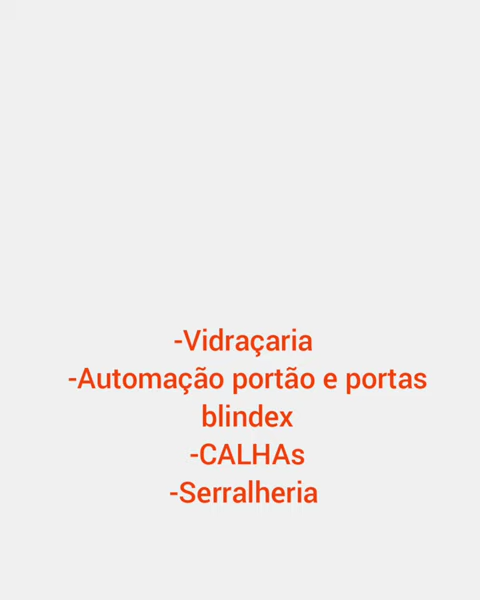 -Vidraçaria
-Automação portão e portas
blindex
-CALHAs
-Serralheria